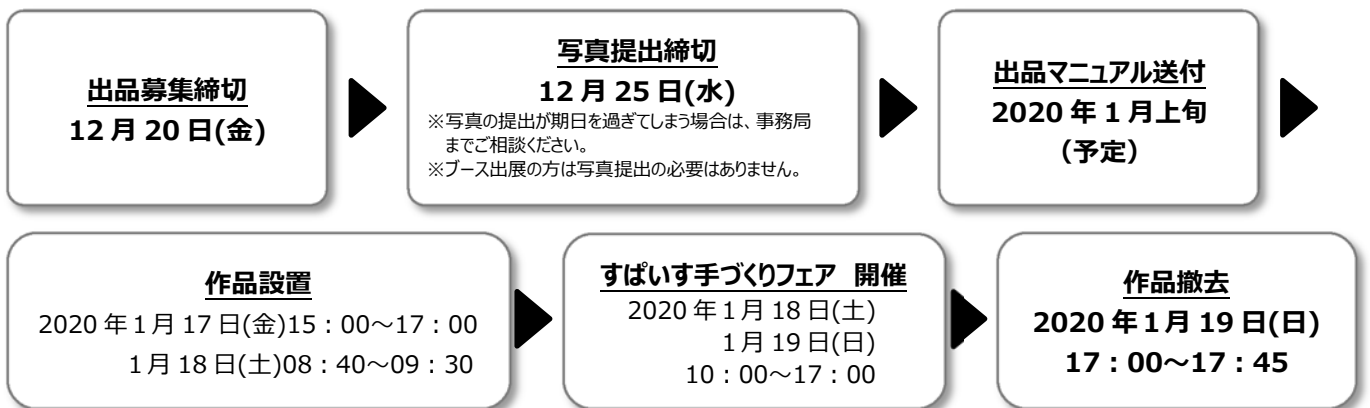 出品募集締切
12月20日(金)
写真提出締切
12月25日(水)
※写真の提出が期日を過ぎてしまう場合は、事務局
までご相談ください。
※ブース出展の方は写真提出の必要はありません。
出品マニュアル送付
2020年1月上旬
(予定)
作品設置
2020年1月17日(金)15：00～17：00
1月18日(土)08：40～09：30
すぱいす手づくりフェア　開催
2020年1月18日(土)
1月19日(日)
10：00～17：00
作品撤去
2020年1月19日(日)
17：00～17：45